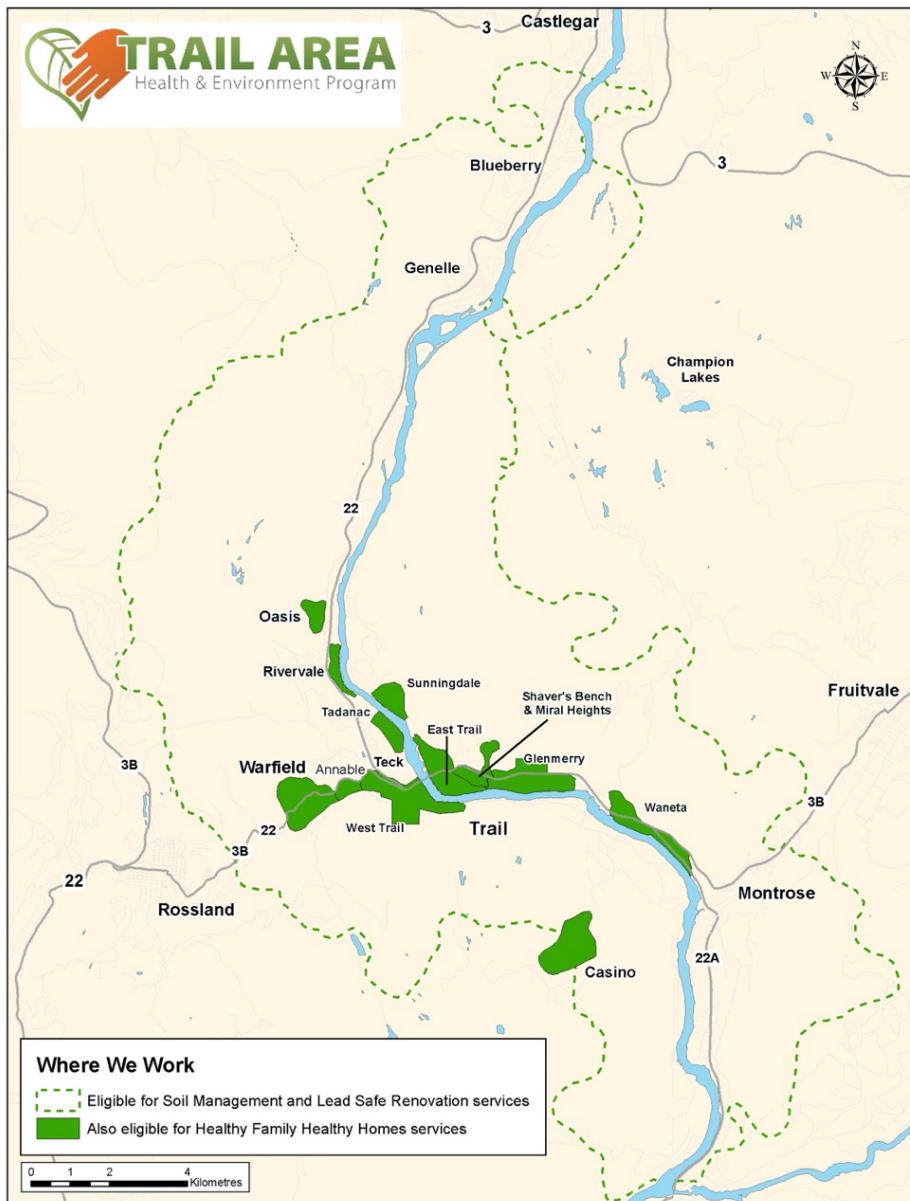 TRAIL AREA
Health & Environment Program
Castlegar
3
N
W E
S
Blueberry
3
Genelle
Champion
Lakes
22
Oasis
Rivervale
Sunningdale
Shaver's Bench
& Miral Heights
Fruitvale
Tadanac
East Trail
Teck
Glenmerry
Warfield
Annable
3B
Waneta
3B
22
West Trail
Trail
3B
22
Rossland
Montrose
22A
Casino
Where We Work
Eligible for Soil Management and Lead Safe Renovation services
Also eligible for Healthy Family Healthy Homes services
0 1 2 4
Kilometres